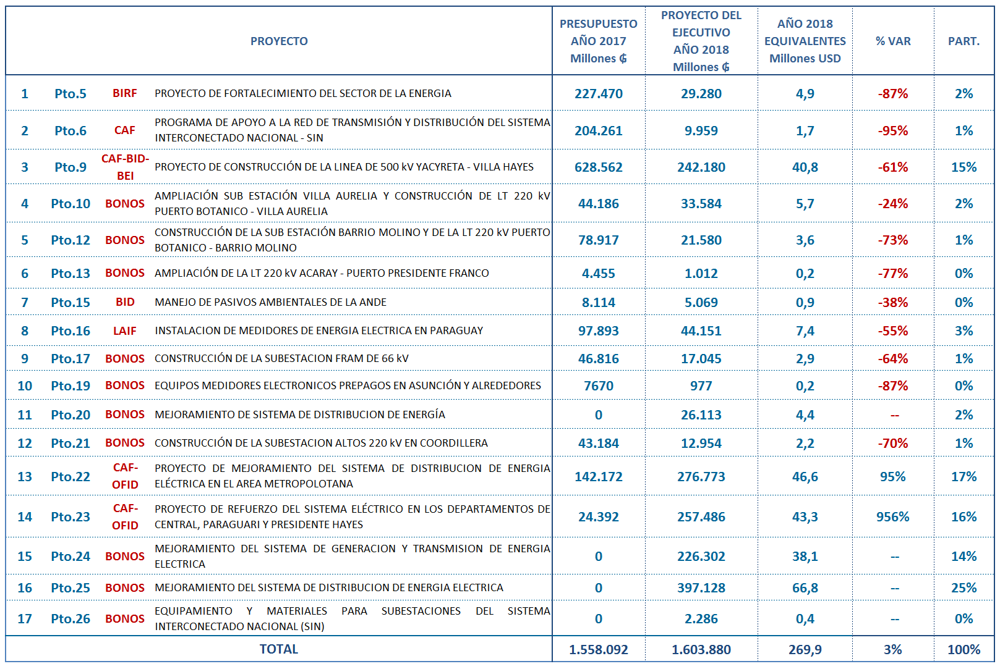 PROYECTO
PRESUPUESTO
AÑO 2017
Millones ₲
PROYECTO DEL
EJECUTIVO
AÑO 2018
Millones ₲
AÑO 2018
EQUIVALENTES
Millones USD
% VAR
PART.
1 Pto.5 BIRF PROYECTO DE FORTALECIMIENTO DEL SECTOR DE LA ENERGIA 227.470 29.280 4,9 -87% 2%
2 Pto.6 CAF PROGRAMA DE APOYO A LA RED DE TRANSMISIÓN Y DISTRIBUCIÓN DEL SISTEMA
INTERCONECTADO NACIONAL - SIN 204.261 9.959 1,7 -95% 1%
3 Pto.9 CAF-BID-
BEI PROYECTO DE CONSTRUCCIÓN DE LA LINEA DE 500 kV YACYRETA - VILLA HAYES 628.562 242.180 40,8 -61% 15%
4 Pto.10 BONOS AMPLIACIÓN SUB ESTACIÓN VILLA AURELIA Y CONSTRUCCIÓN DE LT 220 kV
PUERTO BOTANICO - VILLA AURELIA 44.186 33.584 5,7 -24% 2%
5 Pto.12 BONOS CONSTRUCCIÓN DE LA SUB ESTACIÓN BARRIO MOLINO Y DE LA LT 220 kV PUERTO
BOTANICO - BARRIO MOLINO 78.917 21.580 3,6 -73% 1%
6 Pto.13 BONOS AMPLIACIÓN DE LA LT 220 kV ACARAY - PUERTO PRESIDENTE FRANCO 4.455 1.012 0,2 -77% 0%
7 Pto.15 BID MANEJO DE PASIVOS AMBIENTALES DE LA ANDE 8.114 5.069 0,9 -38% 0%
8 Pto.16 LAIF INSTALACION DE MEDIDORES DE ENERGIA ELECTRICA EN PARAGUAY 97.893 44.151 7,4 -55% 3%
9 Pto.17 BONOS CONSTRUCCIÓN DE LA SUBESTACION FRAM DE 66 kV 46.816 17.045 2,9 -64% 1%
10 Pto.19 BONOS EQUIPOS MEDIDORES ELECTRONICOS PREPAGOS EN ASUNCIÓN Y ALREDEDORES 7670 977 0,2 -87% 0%
11 Pto.20 BONOS MEJORAMIENTO DE SISTEMA DE DISTRIBUCION DE ENERGÍA 0 26.113 4,4 -- 2%
12 Pto.21 BONOS CONSTRUCCIÓN DE LA SUBESTACION ALTOS 220 kV EN COORDILLERA 43.184 12.954 2,2 -70% 1%
13 Pto.22 CAF-
OFID PROYECTO DE MEJORAMIENTO DEL SISTEMA DE DISTRIBUCION DE ENERGIA
ELÉCTRICA EN EL AREA METROPOLOTANA 142.172 276.773 46,6 95% 17%
14 Pto.23 CAF-
OFID PROYECTO DE REFUERZO DEL SISTEMA ELÉCTRICO EN LOS DEPARTAMENTOS DE
CENTRAL, PARAGUARI Y PRESIDENTE HAYES 24.392 257.486 43,3 956% 16%
15 Pto.24 BONOS MEJORAMIENTO DEL SISTEMA DE GENERACION Y TRANSMISION DE ENERGIA
ELECTRICA 0 226.302 38,1 -- 14%
16 Pto.25 BONOS MEJORAMIENTO DEL SISTEMA DE DISTRIBUCION DE ENERGIA ELECTRICA 0 397.128 66,8 -- 25%
17 Pto.26 BONOS EQUIPAMIENTO Y MATERIALES PARA SUBESTACIONES DEL SISTEMA
INTERCONECTADO NACIONAL (SIN) 0 2.286 0,4 -- 0%
TOTAL 1.558.092 1.603.880 269,9 3% 100%